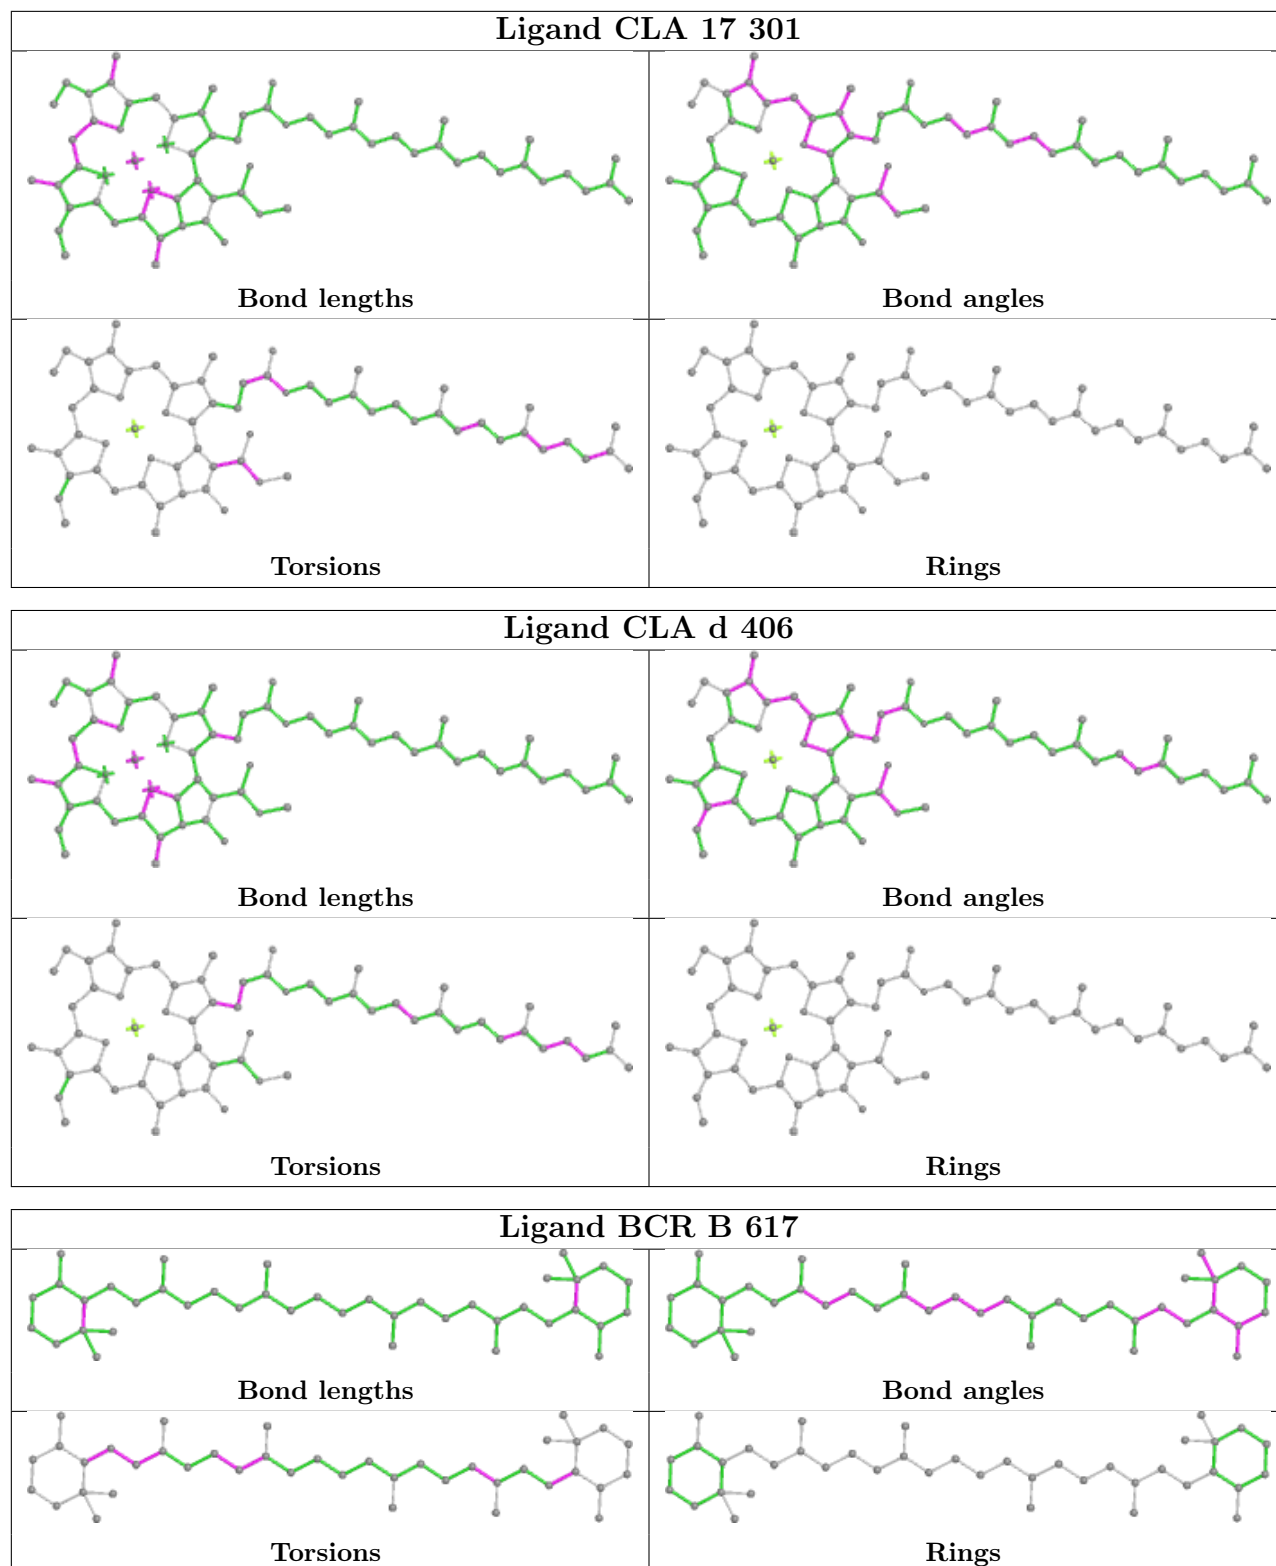 Ligand CLA 17 301
Bond lengths
Bond angles
Torsions
Rings
Ligand CLA d 406
Bond lengths
Bond angles
Torsions
Rings
Ligand BCR B 617
Bond lengths
Bond angles
Torsions
Rings